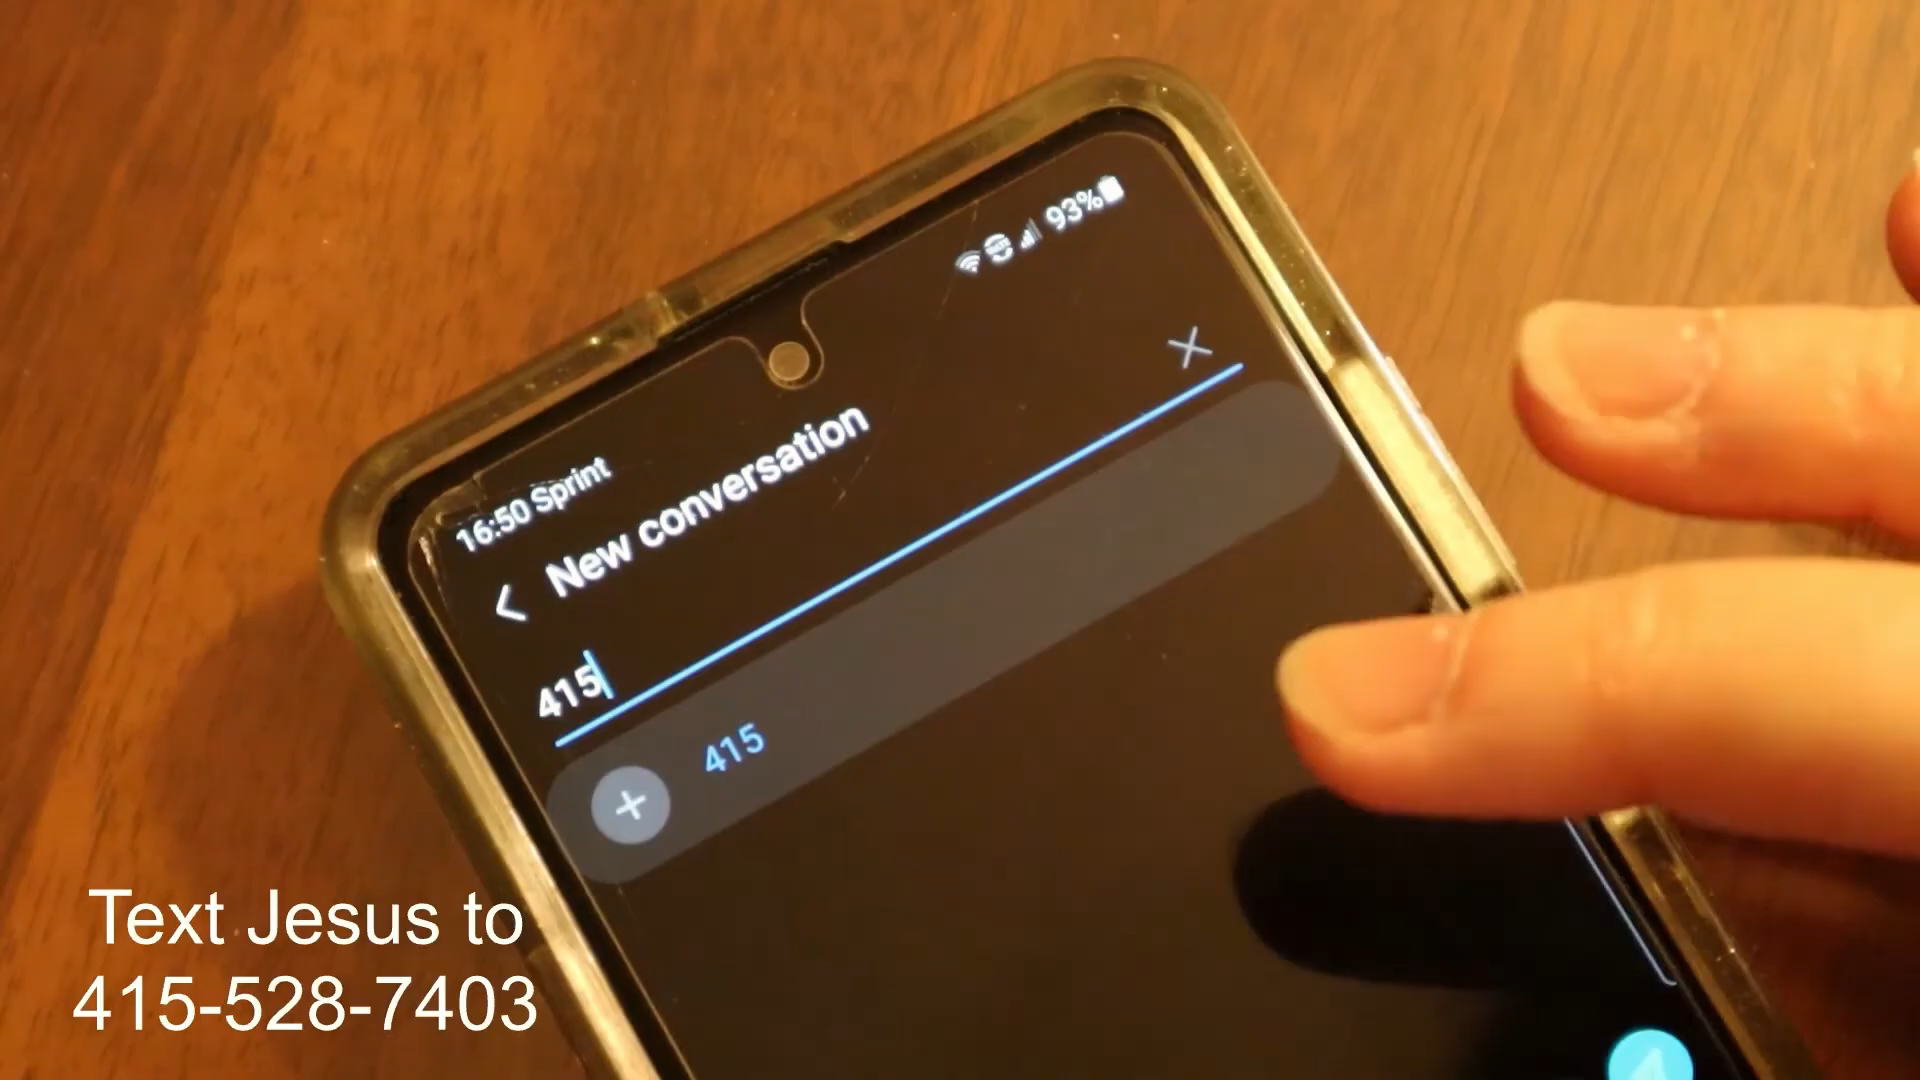 93%
16:50 Sprint
New conversation
415
415
Text Jesus to
415-528-7403